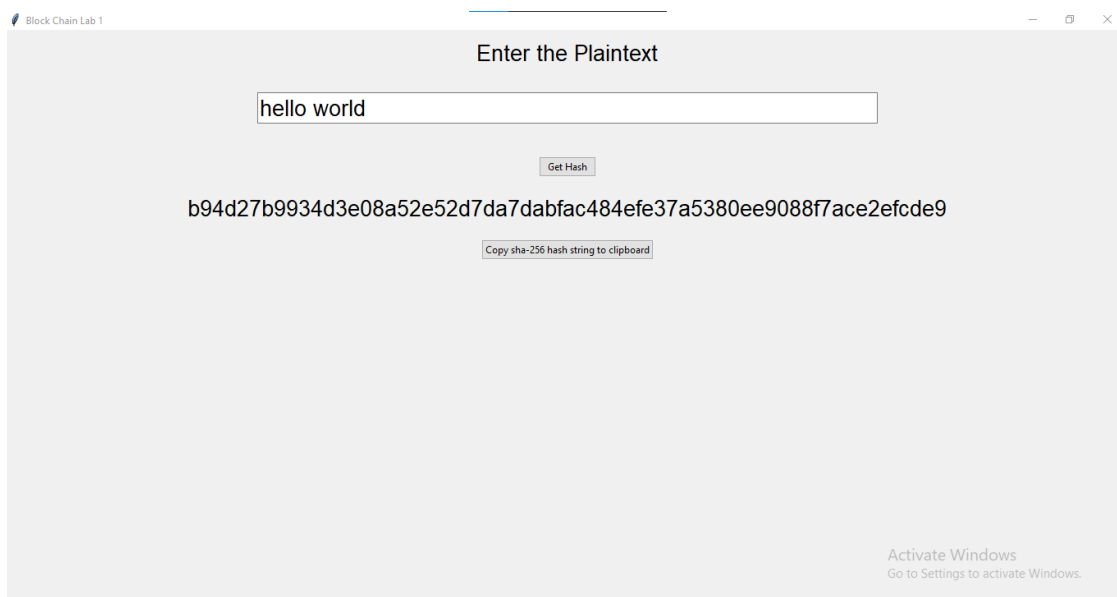 Block Chain Lab 1
Enter the Plaintext
hello world
Get Hash
b94d27b9934d3e08a52e52d7da7dabfac484efe37a5380ee9088f7ace2efcde9
Copy sha-256 hash string to clipboard
Activate Windows
Go to Settings to activate Windows.